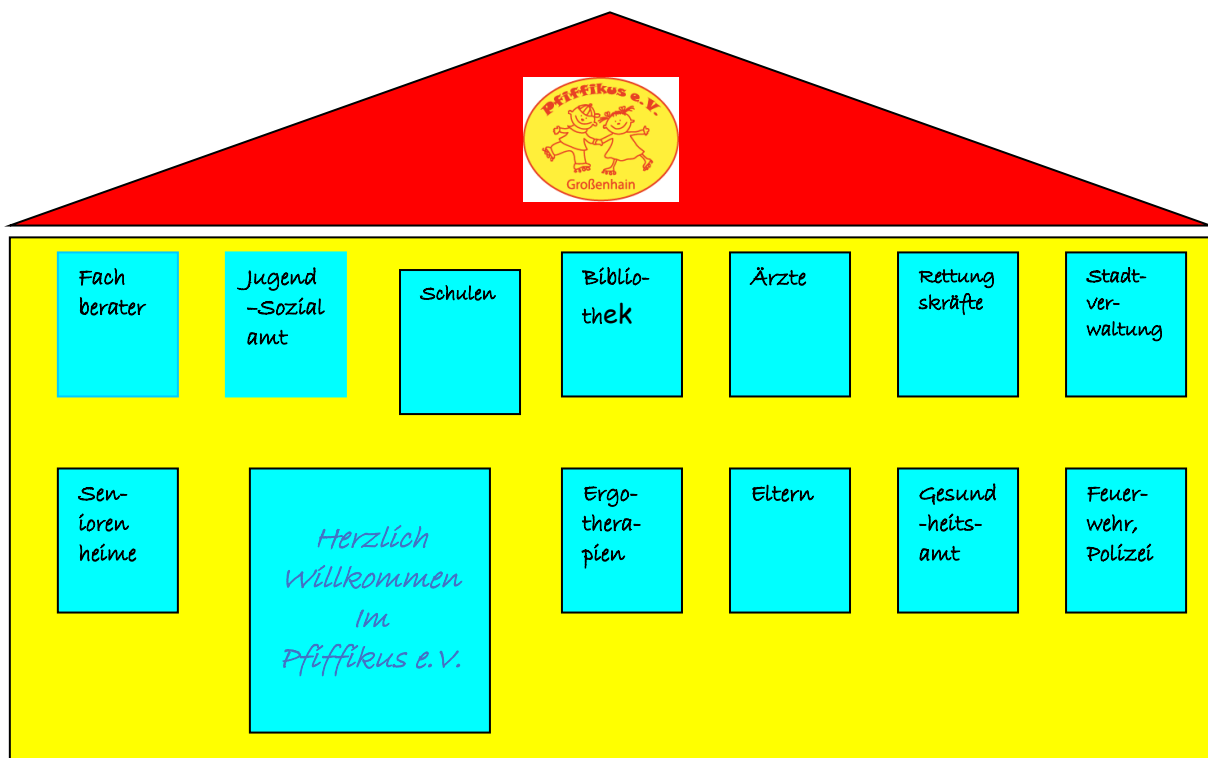 Pfiffikus e.V.
Großenhain
Fach
berater
Jugend
-Sozial
amt
Schulen
Biblio-
thek
Ärzte
Rettung
skräfte
Stadt-
ver-
waltung
Sen-
ioren
heime
Herzlich
Willkommen
Im
Pfiffikus e.V.
Ergo-
thera-
pien
Eltern
Gesund
-heits-
amt
Feuer-
wehr,
Polizei